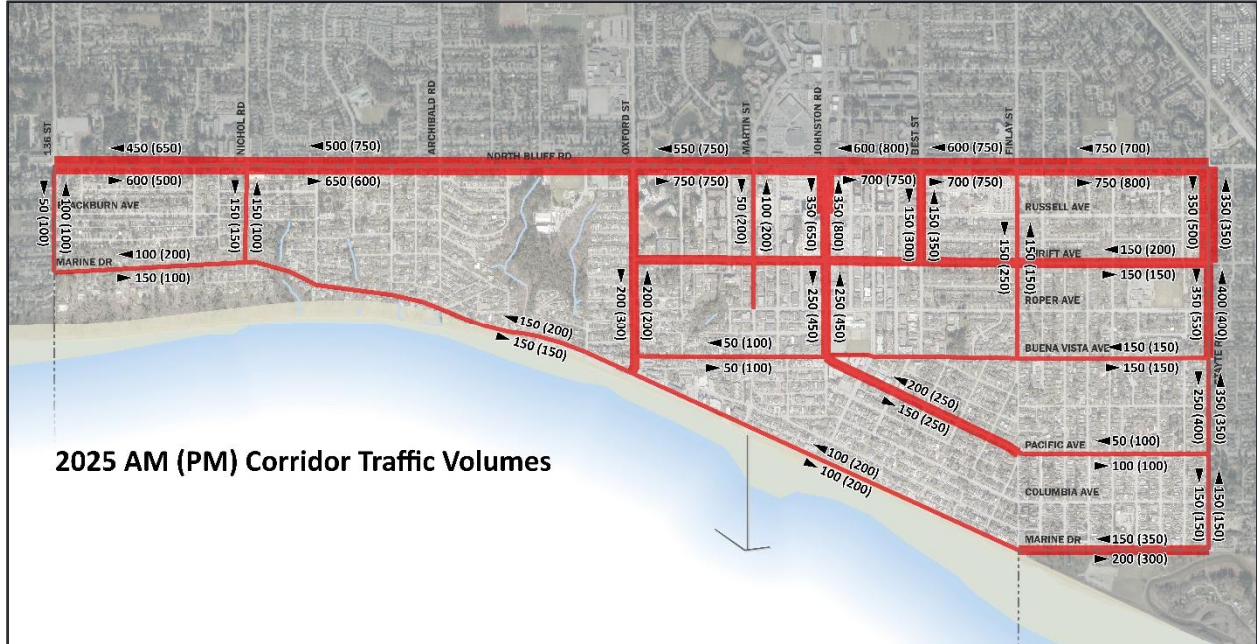 136 ST
NICHOL RD
ARCHIBALD RD
OXFORD ST
MARTIN ST
JOHNSTON RD
BEST ST
FINLAY ST
◄450 (650)
◄500 (750)
NORTH BLUFF RD
◄550 (750)
◄600 (800)
◄600 (750)
◄750 (700)
►600 (500)
►650 (600)
►750 (750)
►700 (750)
►700 (750)
►750 (800)
◄50 (100)
►100 (100)
◄150 (150)
►150 (100)
◄50 (200)
►100 (200)
◄350 (650)
►350 (800)
◄150 (300)
►150 (350)
◄350 (500)
►350 (350)
BLACKBURN AVE
RUSSELL AVE
◄150 (250)
►150 (150)
◄100 (200)
MARINE DR
►150 (100)
◄150 (200)
THRIFT AVE
►150 (150)
◄200 (300)
►200 (200)
◄250 (450)
►250 (450)
ROPER AVE
◄350 (550)
►400 (400)
◄150 (200)
►150 (150)
◄50 (100)
►50 (100)
BUENA VISTA AVE
◄150 (150)
►150 (150)
◄200 (250)
►150 (250)
◄250 (400)
►350 (350)
PACIFIC AVE
◄50 (100)
►100 (100)
2025 AM (PM) Corridor Traffic Volumes
◄100 (200)
►100 (200)
COLUMBIA AVE
◄150 (150)
►150 (150)
MARINE DR
◄150 (350)
►200 (300)